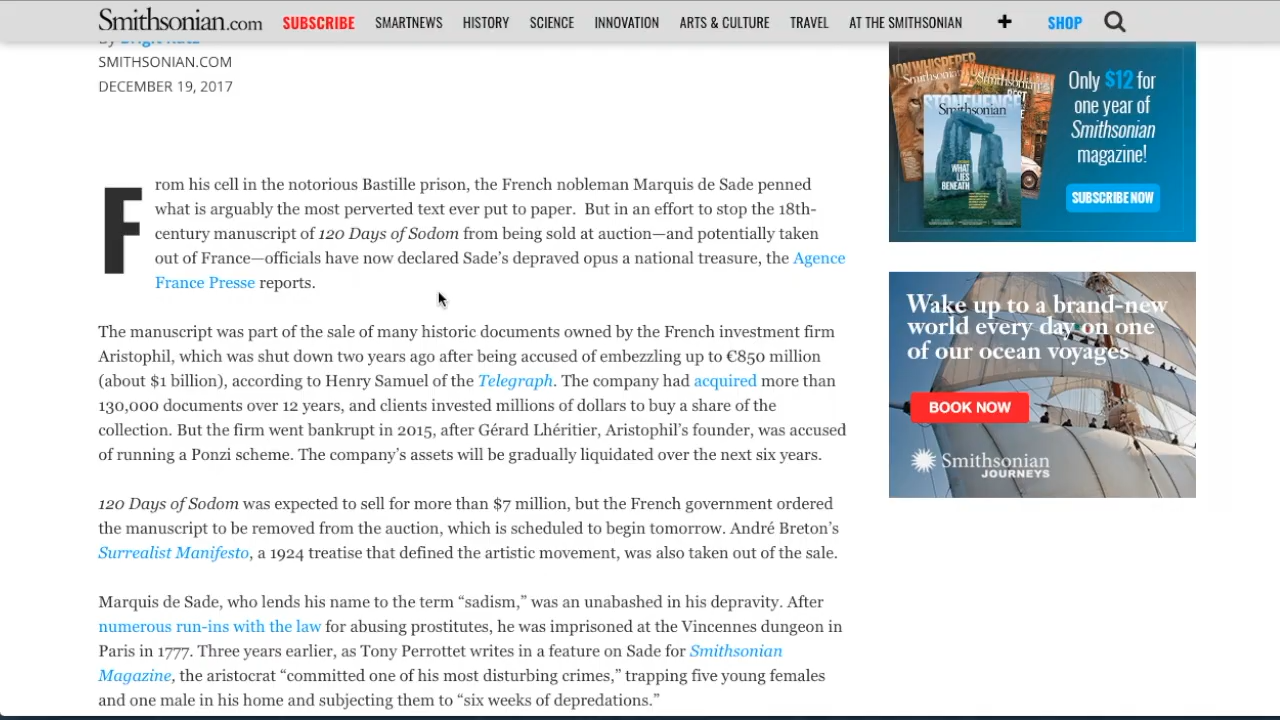 Smithsonian.com SUBSCRIBE SMARTNEWS HISTORY SCIENCE INNOVATION ARTS & CULTURE TRAVEL AT THE SMITHSONIAN + SHOP
SMITHSONIAN.COM
DECEMBER 19, 2017
From his cell in the notorious Bastille prison, the French nobleman Marquis de Sade penned
what is arguably the most perverted text ever put to paper. But in an effort to stop the 18th-
century manuscript of 120 Days of Sodom from being sold at auction—and potentially taken
out of France—officials have now declared Sade's depraved opus a national treasure, the Agence
France Presse reports.
The manuscript was part of the sale of many historic documents owned by the French investment firm
Aristophil, which was shut down two years ago after being accused of embezzling up to €850 million
(about $1 billion), according to Henry Samuel of the Telegraph. The company had acquired more than
130,000 documents over 12 years, and clients invested millions of dollars to buy a share of the
collection. But the firm went bankrupt in 2015, after Gérard Lhéritier, Aristophil's founder, was accused
of running a Ponzi scheme. The company's assets will be gradually liquidated over the next six years.
120 Days of Sodom was expected to sell for more than $7 million, but the French government ordered
the manuscript to be removed from the auction, which is scheduled to begin tomorrow. André Breton's
Surrealist Manifesto, a 1924 treatise that defined the artistic movement, was also taken out of the sale.
Marquis de Sade, who lends his name to the term “sadism,” was an unabashed in his depravity. After
numerous run-ins with the law for abusing prostitutes, he was imprisoned at the Vincennes dungeon in
Paris in 1777. Three years earlier, as Tony Perrottet writes in a feature on Sade for Smithsonian
Magazine, the aristocrat “committed one of his most disturbing crimes,” trapping five young females
and one male in his home and subjecting them to “six weeks of depredations.”
STONEHENGE
Smithsonian
WHAT
LIES
BENEATH
Only $12 for
one year of
Smithsonian
magazine!
SUBSCRIBE NOW
Wake up to a brand-new
world every day on one
of our ocean voyages
BOOK NOW
Smithsonian
JOURNEYS